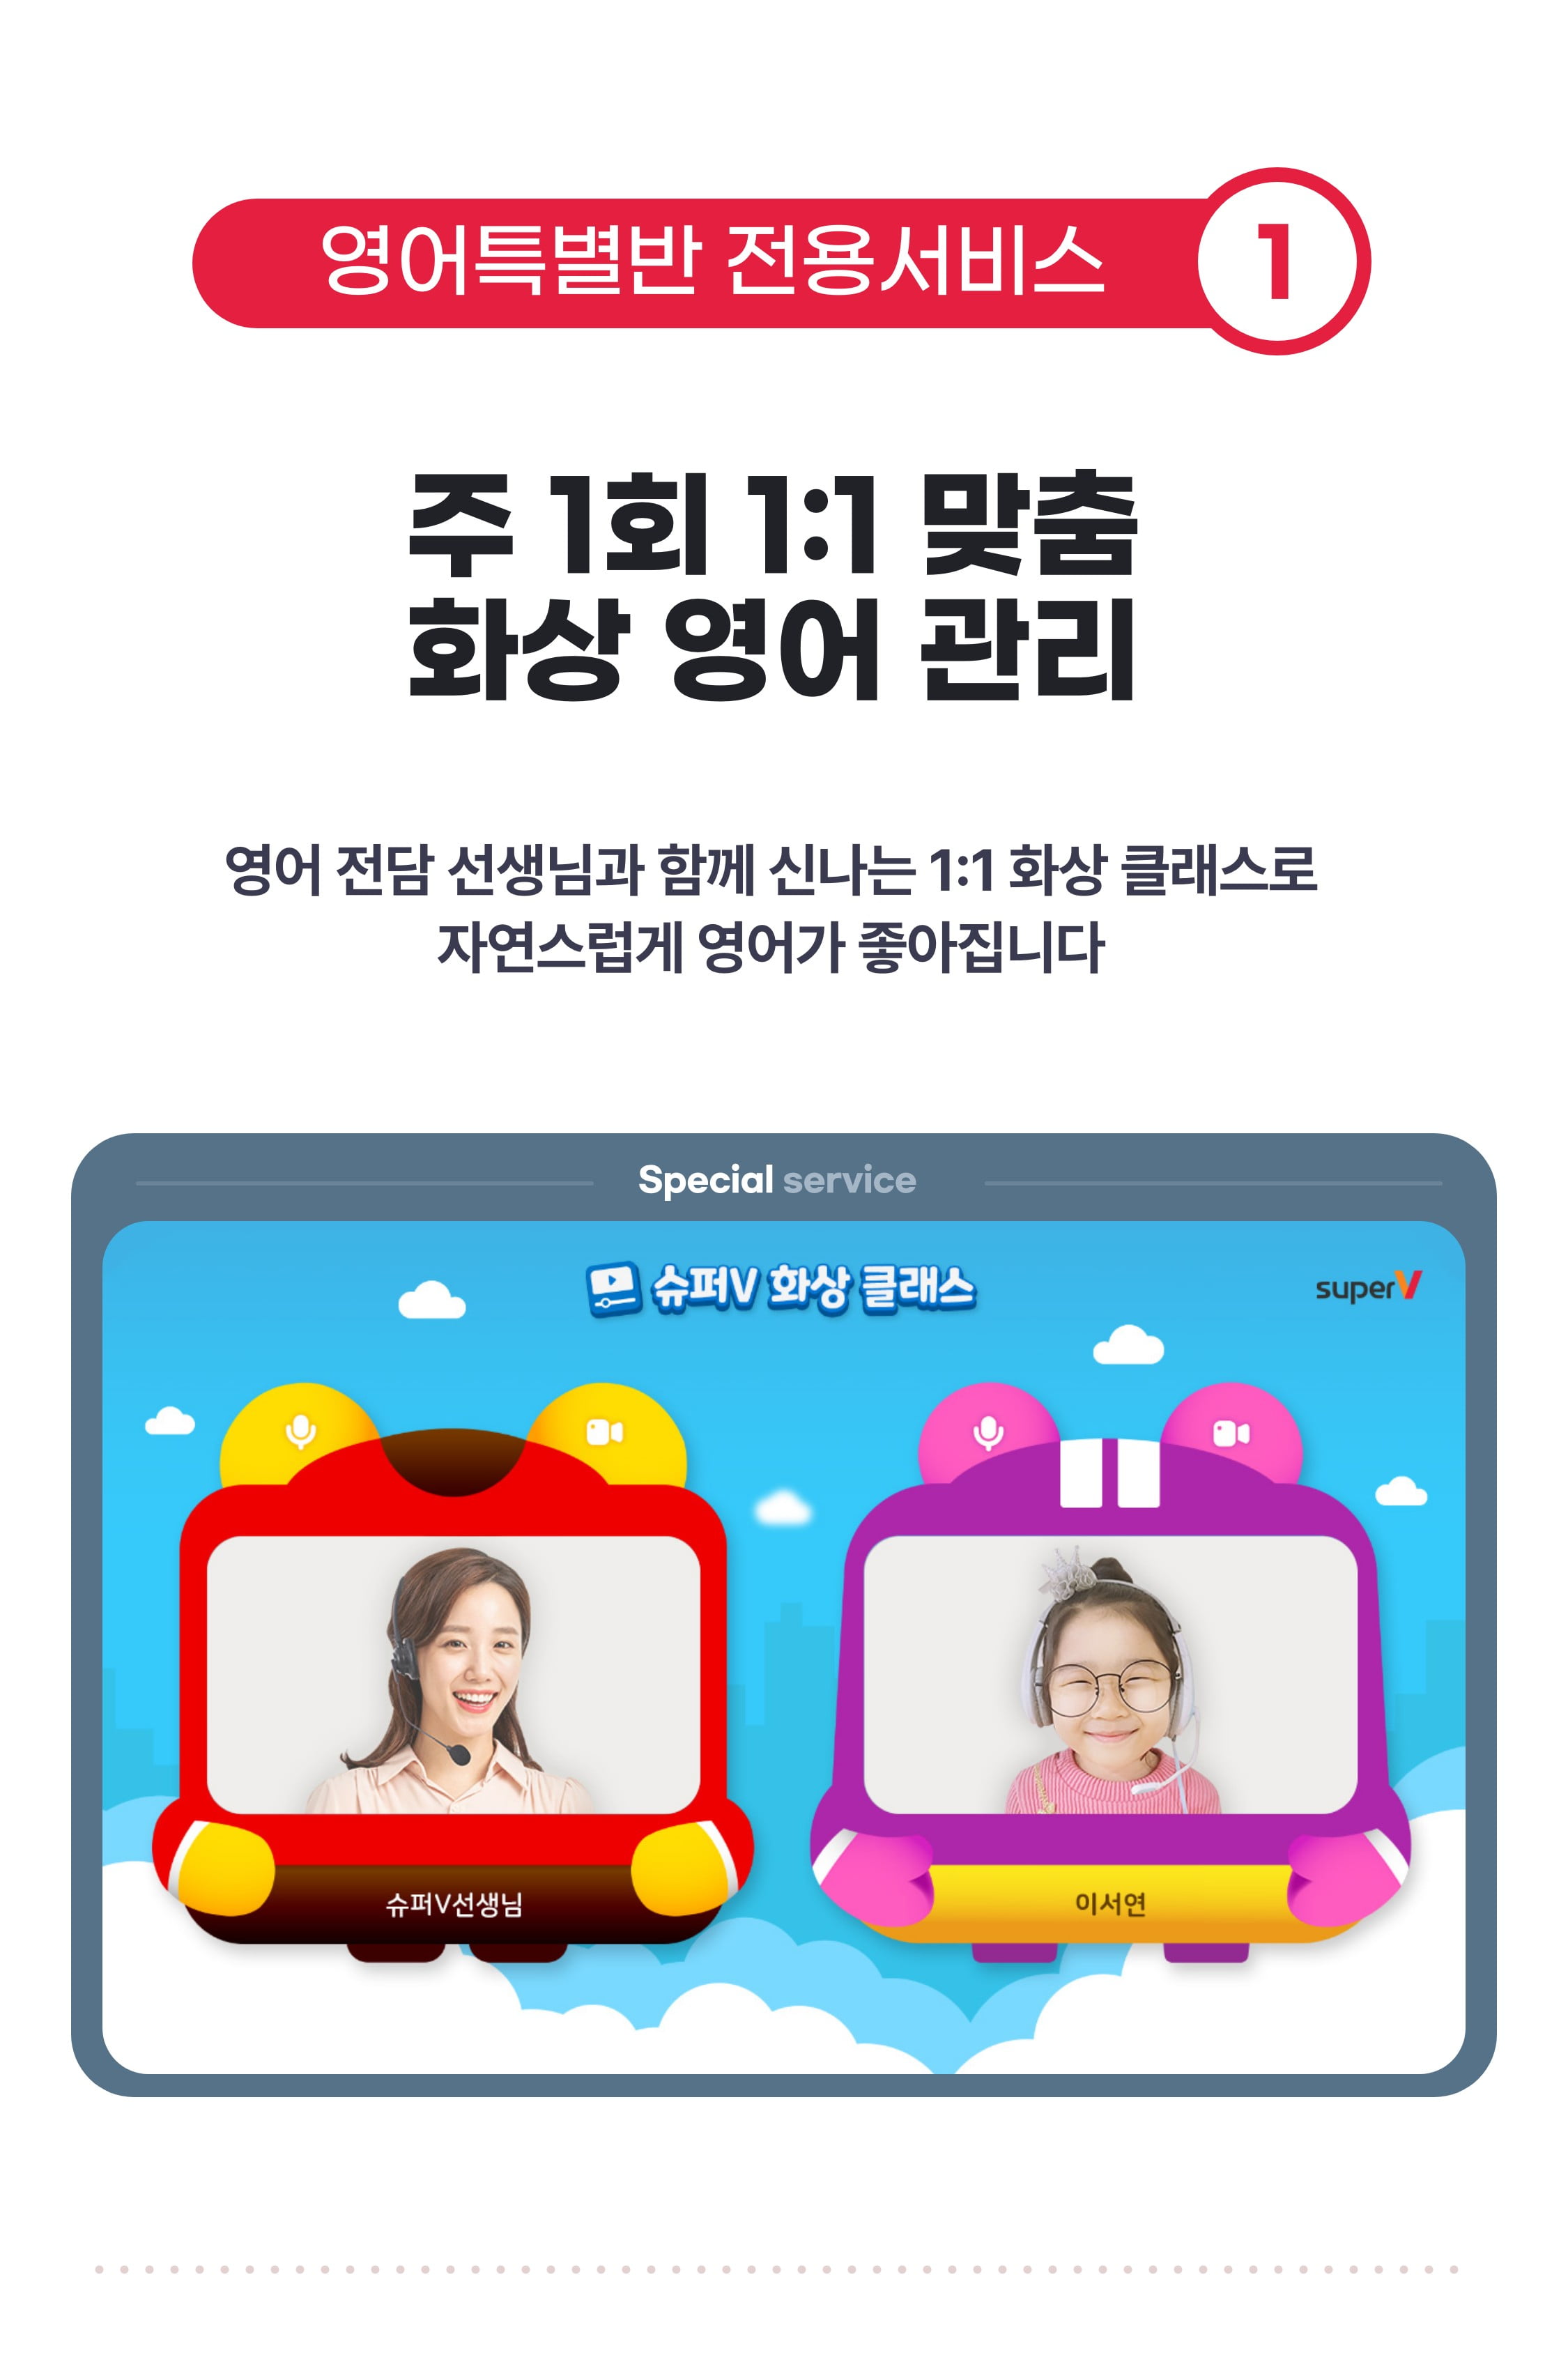 영어특별반 전용서비스 1
주 1회 1:1 맞춤
화상 영어 관리
영어 전담 선생님과 함께 신나는 1:1 화상 클래스로
자연스럽게 영어가 좋아집니다
Special service
슈퍼V 화상 클래스
superV
슈퍼V선생님
이서연